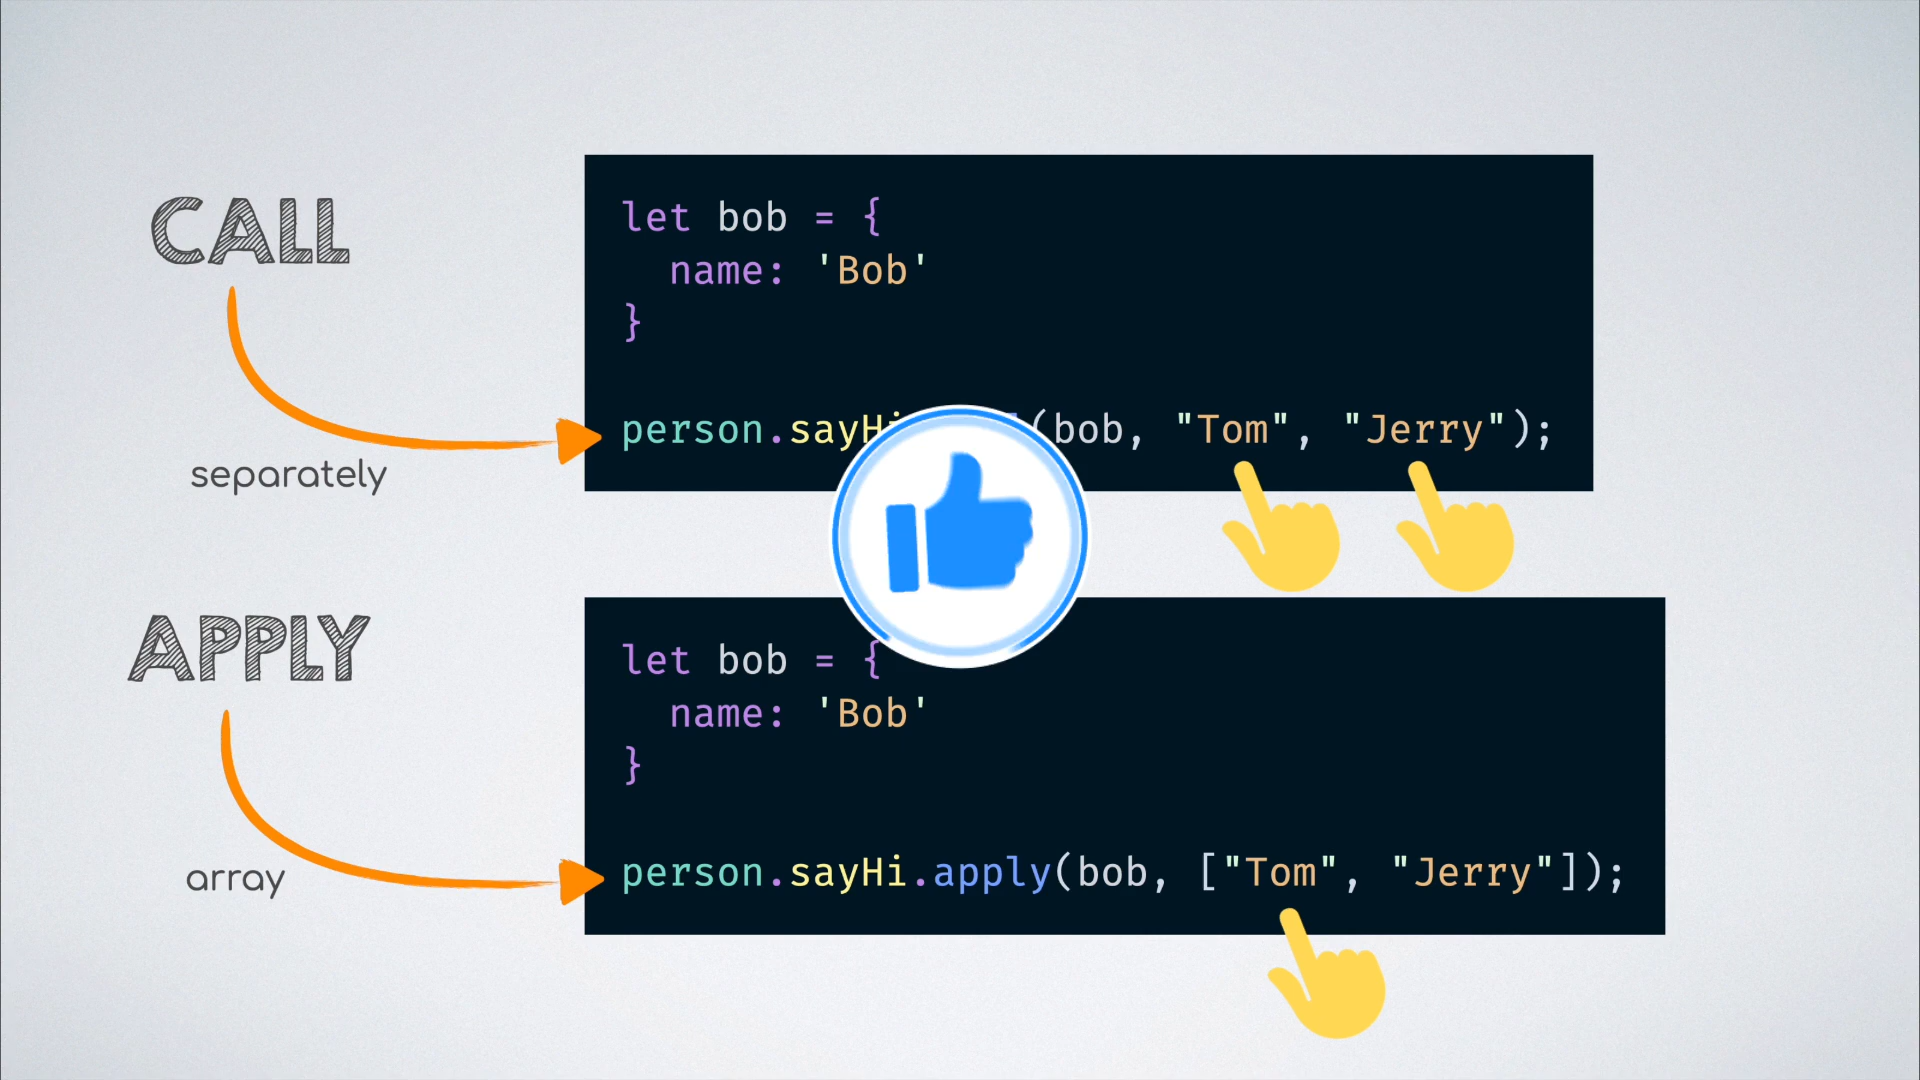 CALL
let bob = {
name: 'Bob'
}
person.sayHi (bob, "Tom", "Jerry");
separately
APPLY
let bob = {
name: 'Bob'
}
person.sayHi.apply(bob, ["Tom", "Jerry"]);
array